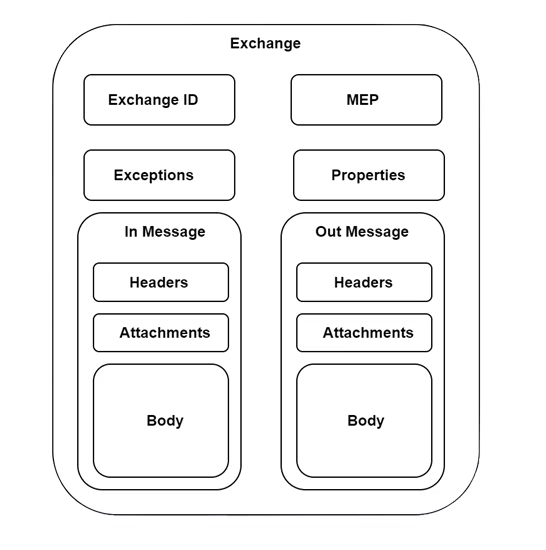 Exchange
Exchange ID
MEP
Exceptions
Properties
In Message
Headers
Attachments
Body
Out Message
Headers
Attachments
Body